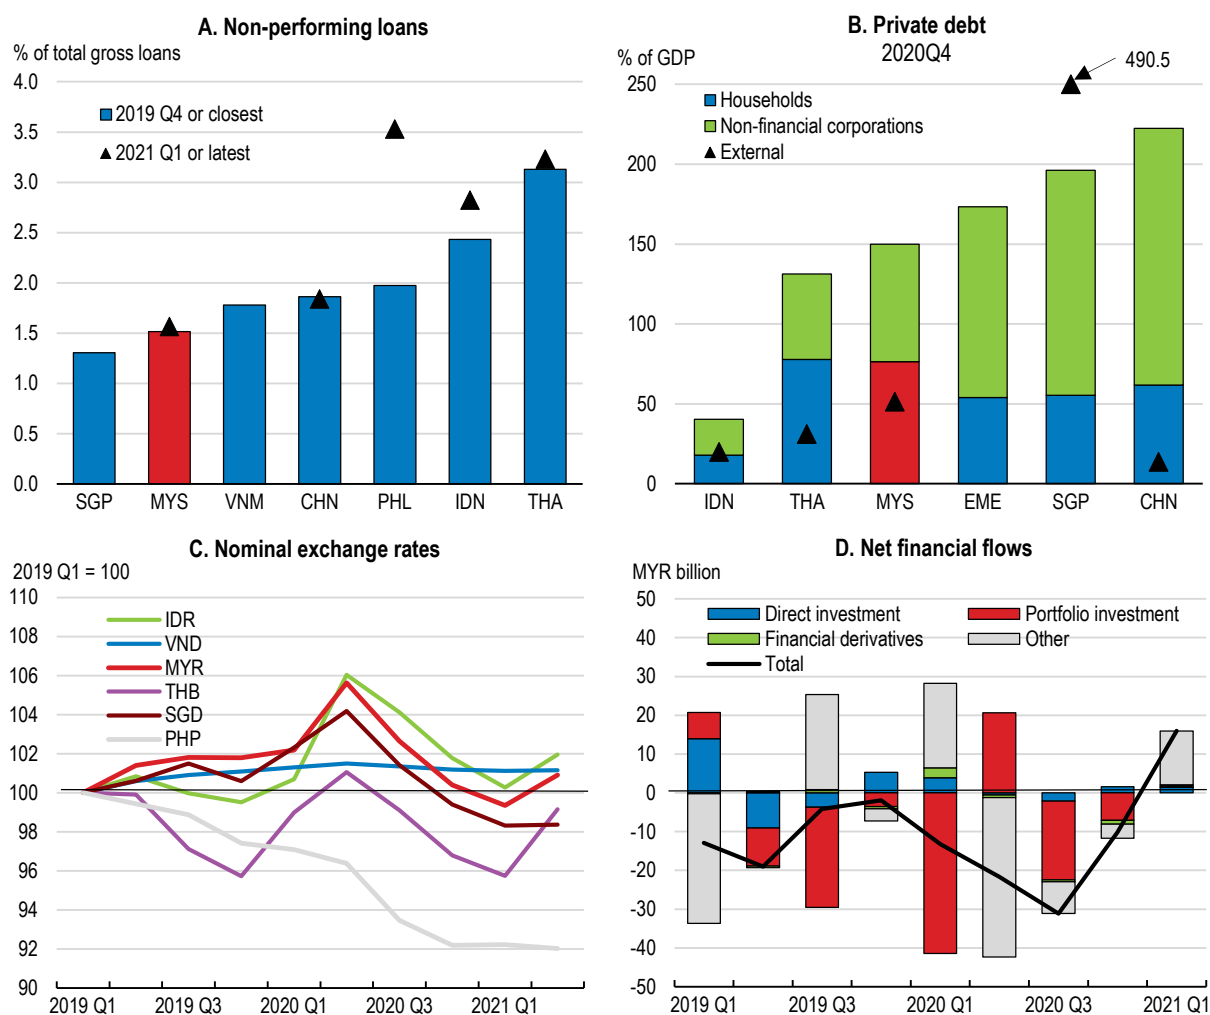 A. Non-performing loans
% of total gross loans
4.0
3.5
3.0
2.5
2.0
1.5
1.0
0.5
0.0
2019 Q4 or closest
2021 Q1 or latest
SGP MYS VNM CHN PHL IDN THA
B. Private debt
2020Q4
% of GDP
490.5
250
200
150
100
50
0
Households
Non-financial corporations
External
IDN THA MYS EME SGP CHN
C. Nominal exchange rates
2019 Q1 = 100
110
108
106
104
102
100
98
96
94
92
90
IDR
VND
MYR
THB
SGD
PHP
2019 Q1 2019 Q3 2020 Q1 2020 Q3 2021 Q1
D. Net financial flows
MYR billion
50
40
30
20
10
0
-10
-20
-30
-40
-50
Direct investment Portfolio investment
Financial derivatives Other
Total
2019 Q1 2019 Q3 2020 Q1 2020 Q3 2021 Q1